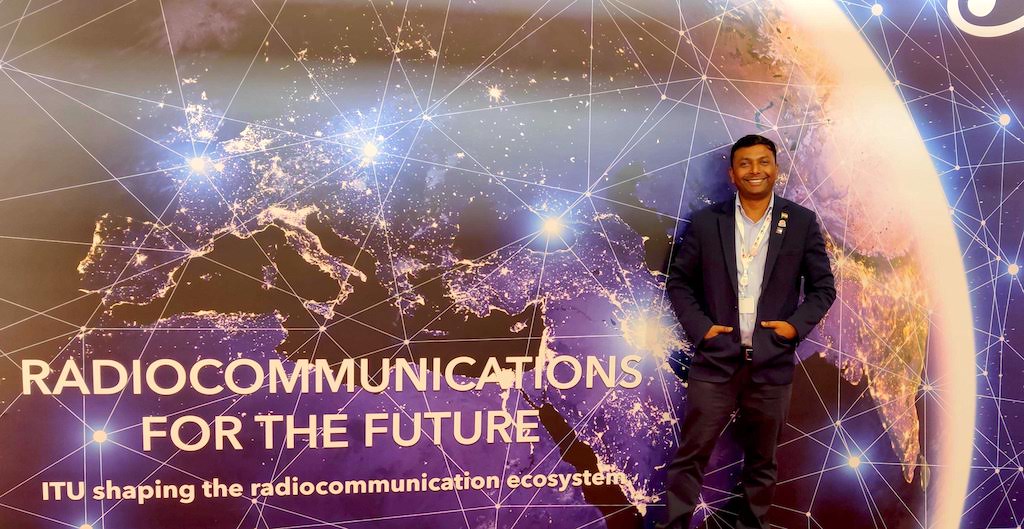 RADIOCOMMUNICATIONS
FOR THE FUTURE
ITU shaping the radiocommunication ecosystem